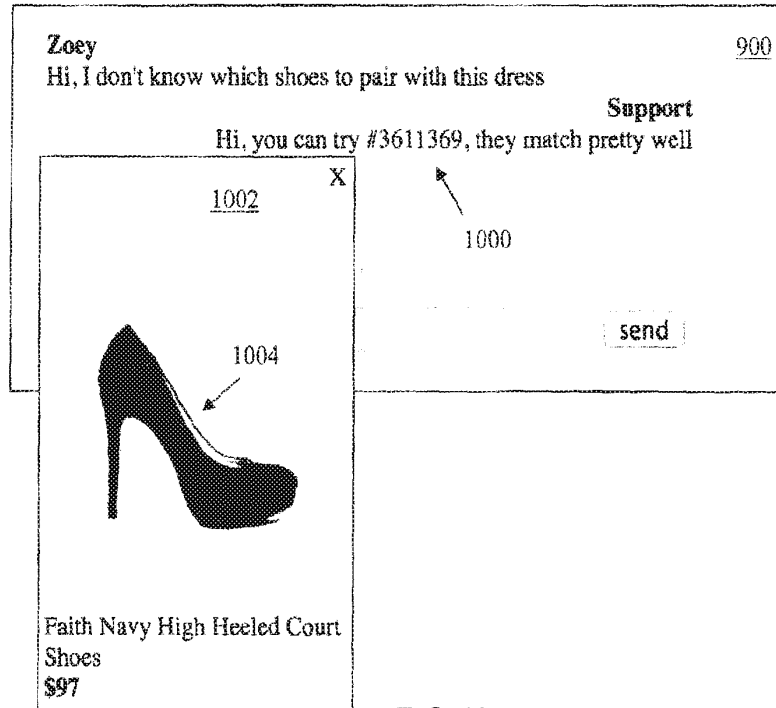 Zoey
900
Hi, I don't know which shoes to pair with this dress
Support
Hi, you can try #3611369, they match pretty well
X
1002
1000
send
1004
Faith Navy High Heeled Court
Shoes
$97